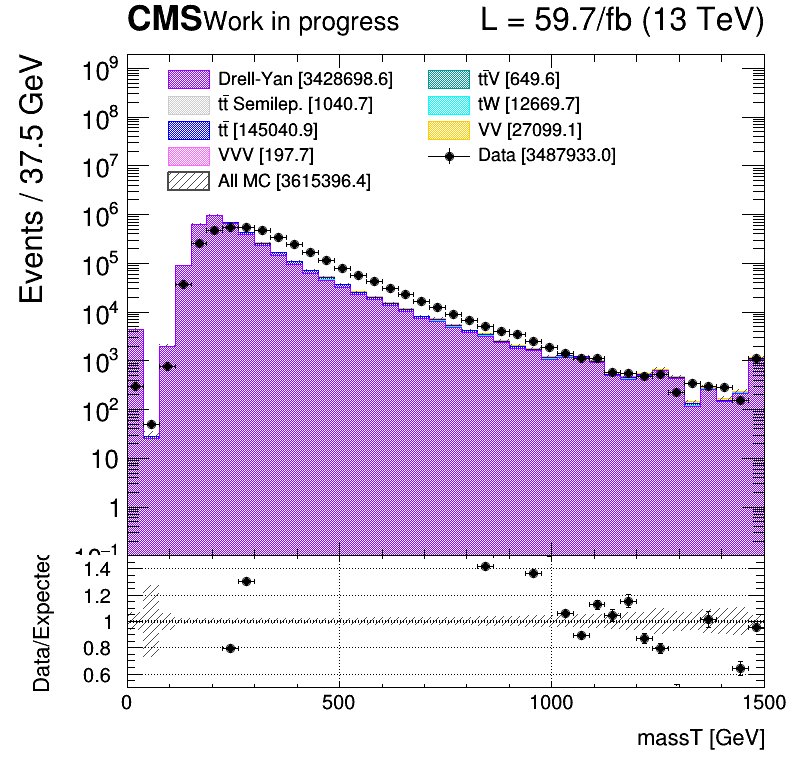 CMS Work in progress L = 59.7/fb (13 TeV)
Events / 37.5 GeV
10⁹
10⁸
10⁷
10⁶
10⁵
10⁴
10³
10²
10
1
10⁻¹
Drell-Yan [3428698.6]
tt̄ Semilep. [1040.7]
tt̄ [145040.9]
VVV [197.7]
All MC [3615396.4]
tt̄V [649.6]
tW [12669.7]
VV [27099.1]
Data [3487933.0]
Data/Expected
1.4
1.2
1
0.8
0.6
0 500 1000 1500
massT [GeV]